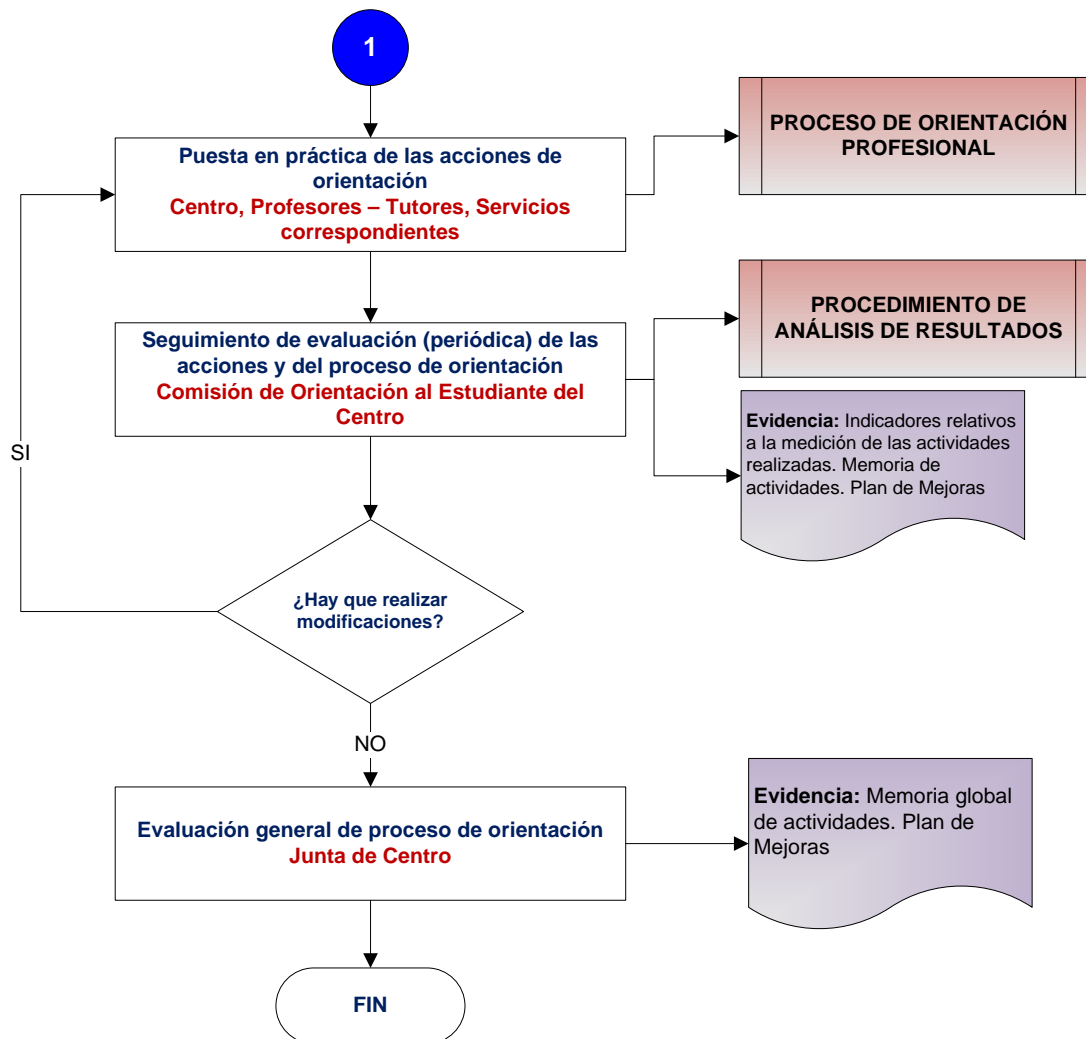 1
Puesta en práctica de las acciones de
orientación
Centro, Profesores – Tutores, Servicios
correspondientes
PROCESO DE ORIENTACIÓN
PROFESIONAL
Seguimiento de evaluación (periódica) de las
acciones y del proceso de orientación
Comisión de Orientación al Estudiante del
Centro
PROCEDIMIENTO DE
ANÁLISIS DE RESULTADOS
Evidencia: Indicadores relativos
a la medición de las actividades
realizadas. Memoria de
actividades. Plan de Mejoras
SI
¿Hay que realizar
modificaciones?
NO
Evaluación general de proceso de orientación
Junta de Centro
Evidencia: Memoria global
de actividades. Plan de
Mejoras
FIN